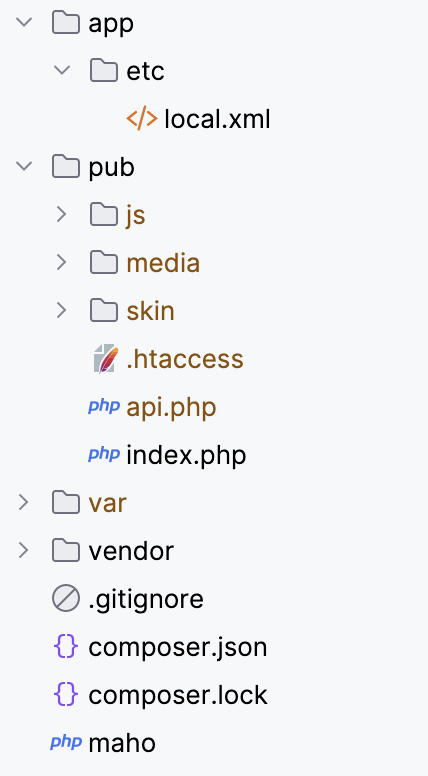 app
etc
</> local.xml
pub
js
media
skin
.htaccess
php api.php
php index.php
var
vendor
.gitignore
{} composer.json
{} composer.lock
php maho